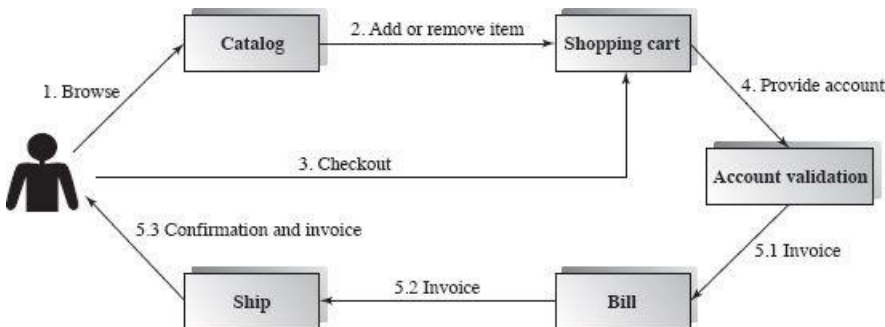 Catalog
2. Add or remove item
Shopping cart
1. Browse
4. Provide account
3. Checkout
Account validation
5.3 Confirmation and invoice
5.1 Invoice
Ship
5.2 Invoice
Bill